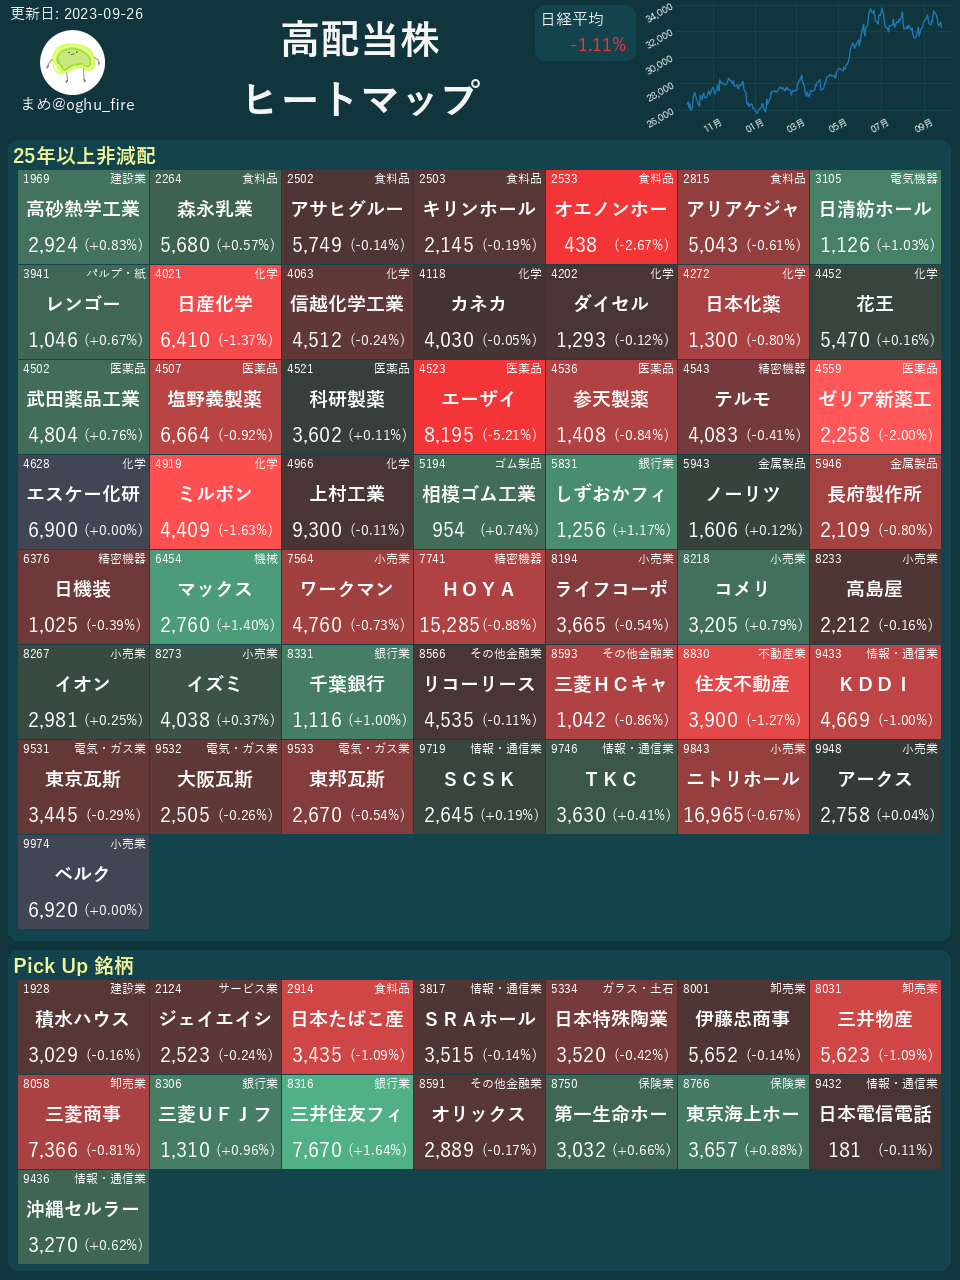 更新日: 2023-09-26
まめ@oghu_fire
高配当株
ヒートマップ
日経平均
-1.11%
34,000
32,000
30,000
28,000
26,000
11月 01月 03月 05月 07月 09月
25年以上非減配
1969 建設業 2264 食料品 2502 食料品 2503 食料品 2533 食料品 2815 食料品 3105 電気機器
高砂熱学工業 森永乳業 アサヒグルー キリンホール オエノンホー アリアケジャ 日清紡ホール
2,924 (+0.83%) 5,680 (+0.57%) 5,749 (-0.14%) 2,145 (-0.19%) 438 (-2.67%) 5,043 (-0.61%) 1,126 (+1.03%)
3941 パルプ・紙 4021 化学 4063 化学 4118 化学 4202 化学 4272 化学 4452 化学
レンゴー 日産化学 信越化学工業 カネカ ダイセル 日本化薬 花王
1,046 (+0.67%) 6,410 (-1.37%) 4,512 (-0.24%) 4,030 (-0.05%) 1,293 (-0.12%) 1,300 (-0.80%) 5,470 (+0.16%)
4502 医薬品 4507 医薬品 4521 医薬品 4523 医薬品 4536 医薬品 4543 精密機器 4559 医薬品
武田薬品工業 塩野義製薬 科研製薬 エーザイ 参天製薬 テルモ ゼリア新薬工
4,804 (+0.76%) 6,664 (-0.92%) 3,602 (+0.11%) 8,195 (-5.21%) 1,408 (-0.84%) 4,083 (-0.41%) 2,258 (-2.00%)
4628 化学 4919 化学 4966 化学 5194 ゴム製品 5831 銀行業 5943 金属製品 5946 金属製品
エスケー化研 ミルボン 上村工業 相模ゴム工業 しずおかフィ ノーリツ 長府製作所
6,900 (+0.00%) 4,409 (-1.63%) 9,300 (-0.11%) 954 (+0.74%) 1,256 (+1.17%) 1,606 (+0.12%) 2,109 (-0.80%)
6376 精密機器 6454 機械 7564 小売業 7741 精密機器 8194 小売業 8218 小売業 8233 小売業
日機装 マックス ワークマン ＨＯＹＡ ライフコーポ コメリ 高島屋
1,025 (-0.39%) 2,760 (+1.40%) 4,760 (-0.73%) 15,285 (-0.88%) 3,665 (-0.54%) 3,205 (+0.79%) 2,212 (-0.16%)
8267 小売業 8273 小売業 8331 銀行業 8566 その他金融業 8593 その他金融業 8830 不動産業 9433 情報・通信業
イオン イズミ 千葉銀行 リコーリース 三菱ＨＣキャ 住友不動産 ＫＤＤＩ
2,981 (+0.25%) 4,038 (+0.37%) 1,116 (+1.00%) 4,535 (-0.11%) 1,042 (-0.86%) 3,900 (-1.27%) 4,669 (-1.00%)
9531 電気・ガス業 9532 電気・ガス業 9533 電気・ガス業 9719 情報・通信業 9746 情報・通信業 9843 小売業 9948 小売業
東京瓦斯 大阪瓦斯 東邦瓦斯 ＳＣＳＫ ＴＫＣ ニトリホール アークス
3,445 (-0.29%) 2,505 (-0.26%) 2,670 (-0.54%) 2,645 (+0.19%) 3,630 (+0.41%) 16,965 (-0.67%) 2,758 (+0.04%)
9974 小売業
ベルク
6,920 (+0.00%)
Pick Up 銘柄
1928 建設業 2124 サービス業 2914 食料品 3817 情報・通信業 5334 ガラス・土石 8001 卸売業 8031 卸売業
積水ハウス ジェイエイシ 日本たばこ産 ＳＲＡホール 日本特殊陶業 伊藤忠商事 三井物産
3,029 (-0.16%) 2,523 (-0.24%) 3,435 (-1.09%) 3,515 (-0.14%) 3,520 (-0.42%) 5,652 (-0.14%) 5,623 (-1.09%)
8058 卸売業 8306 銀行業 8316 銀行業 8591 その他金融業 8750 保険業 8766 保険業 9432 情報・通信業
三菱商事 三菱ＵＦＪフ 三井住友フィ オリックス 第一生命ホー 東京海上ホー 日本電信電話
7,366 (-0.81%) 1,310 (+0.96%) 7,670 (+1.64%) 2,889 (-0.17%) 3,032 (+0.66%) 3,657 (+0.88%) 181 (-0.11%)
9436 情報・通信業
沖縄セルラー
3,270 (+0.62%)